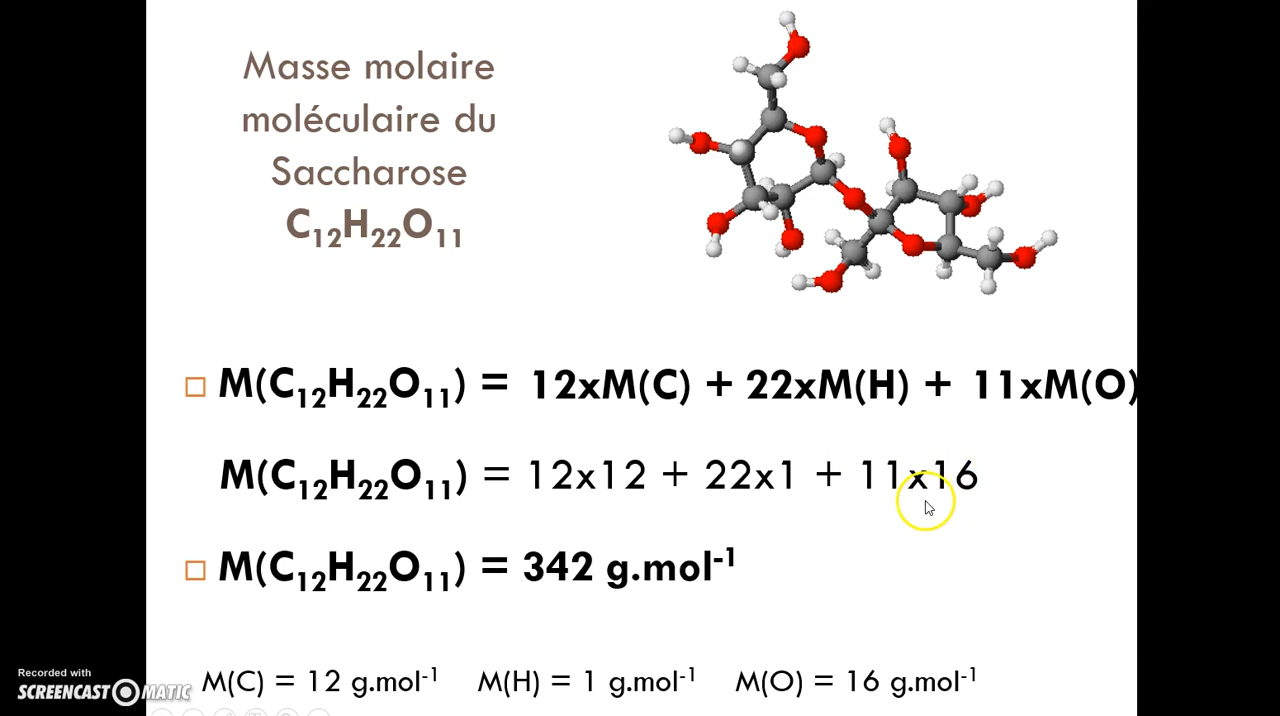 Masse molaire
moléculaire du
Saccharose
C₁₂H₂₂O₁₁
M(C₁₂H₂₂O₁₁) = 12xM(C) + 22xM(H) + 11xM(O)
M(C₁₂H₂₂O₁₁) = 12x12 + 22x1 + 11x16
M(C₁₂H₂₂O₁₁) = 342 g.mol⁻¹
M(C) = 12 g.mol⁻¹ M(H) = 1 g.mol⁻¹ M(O) = 16 g.mol⁻¹
Recorded with
SCREENCAST MATIC